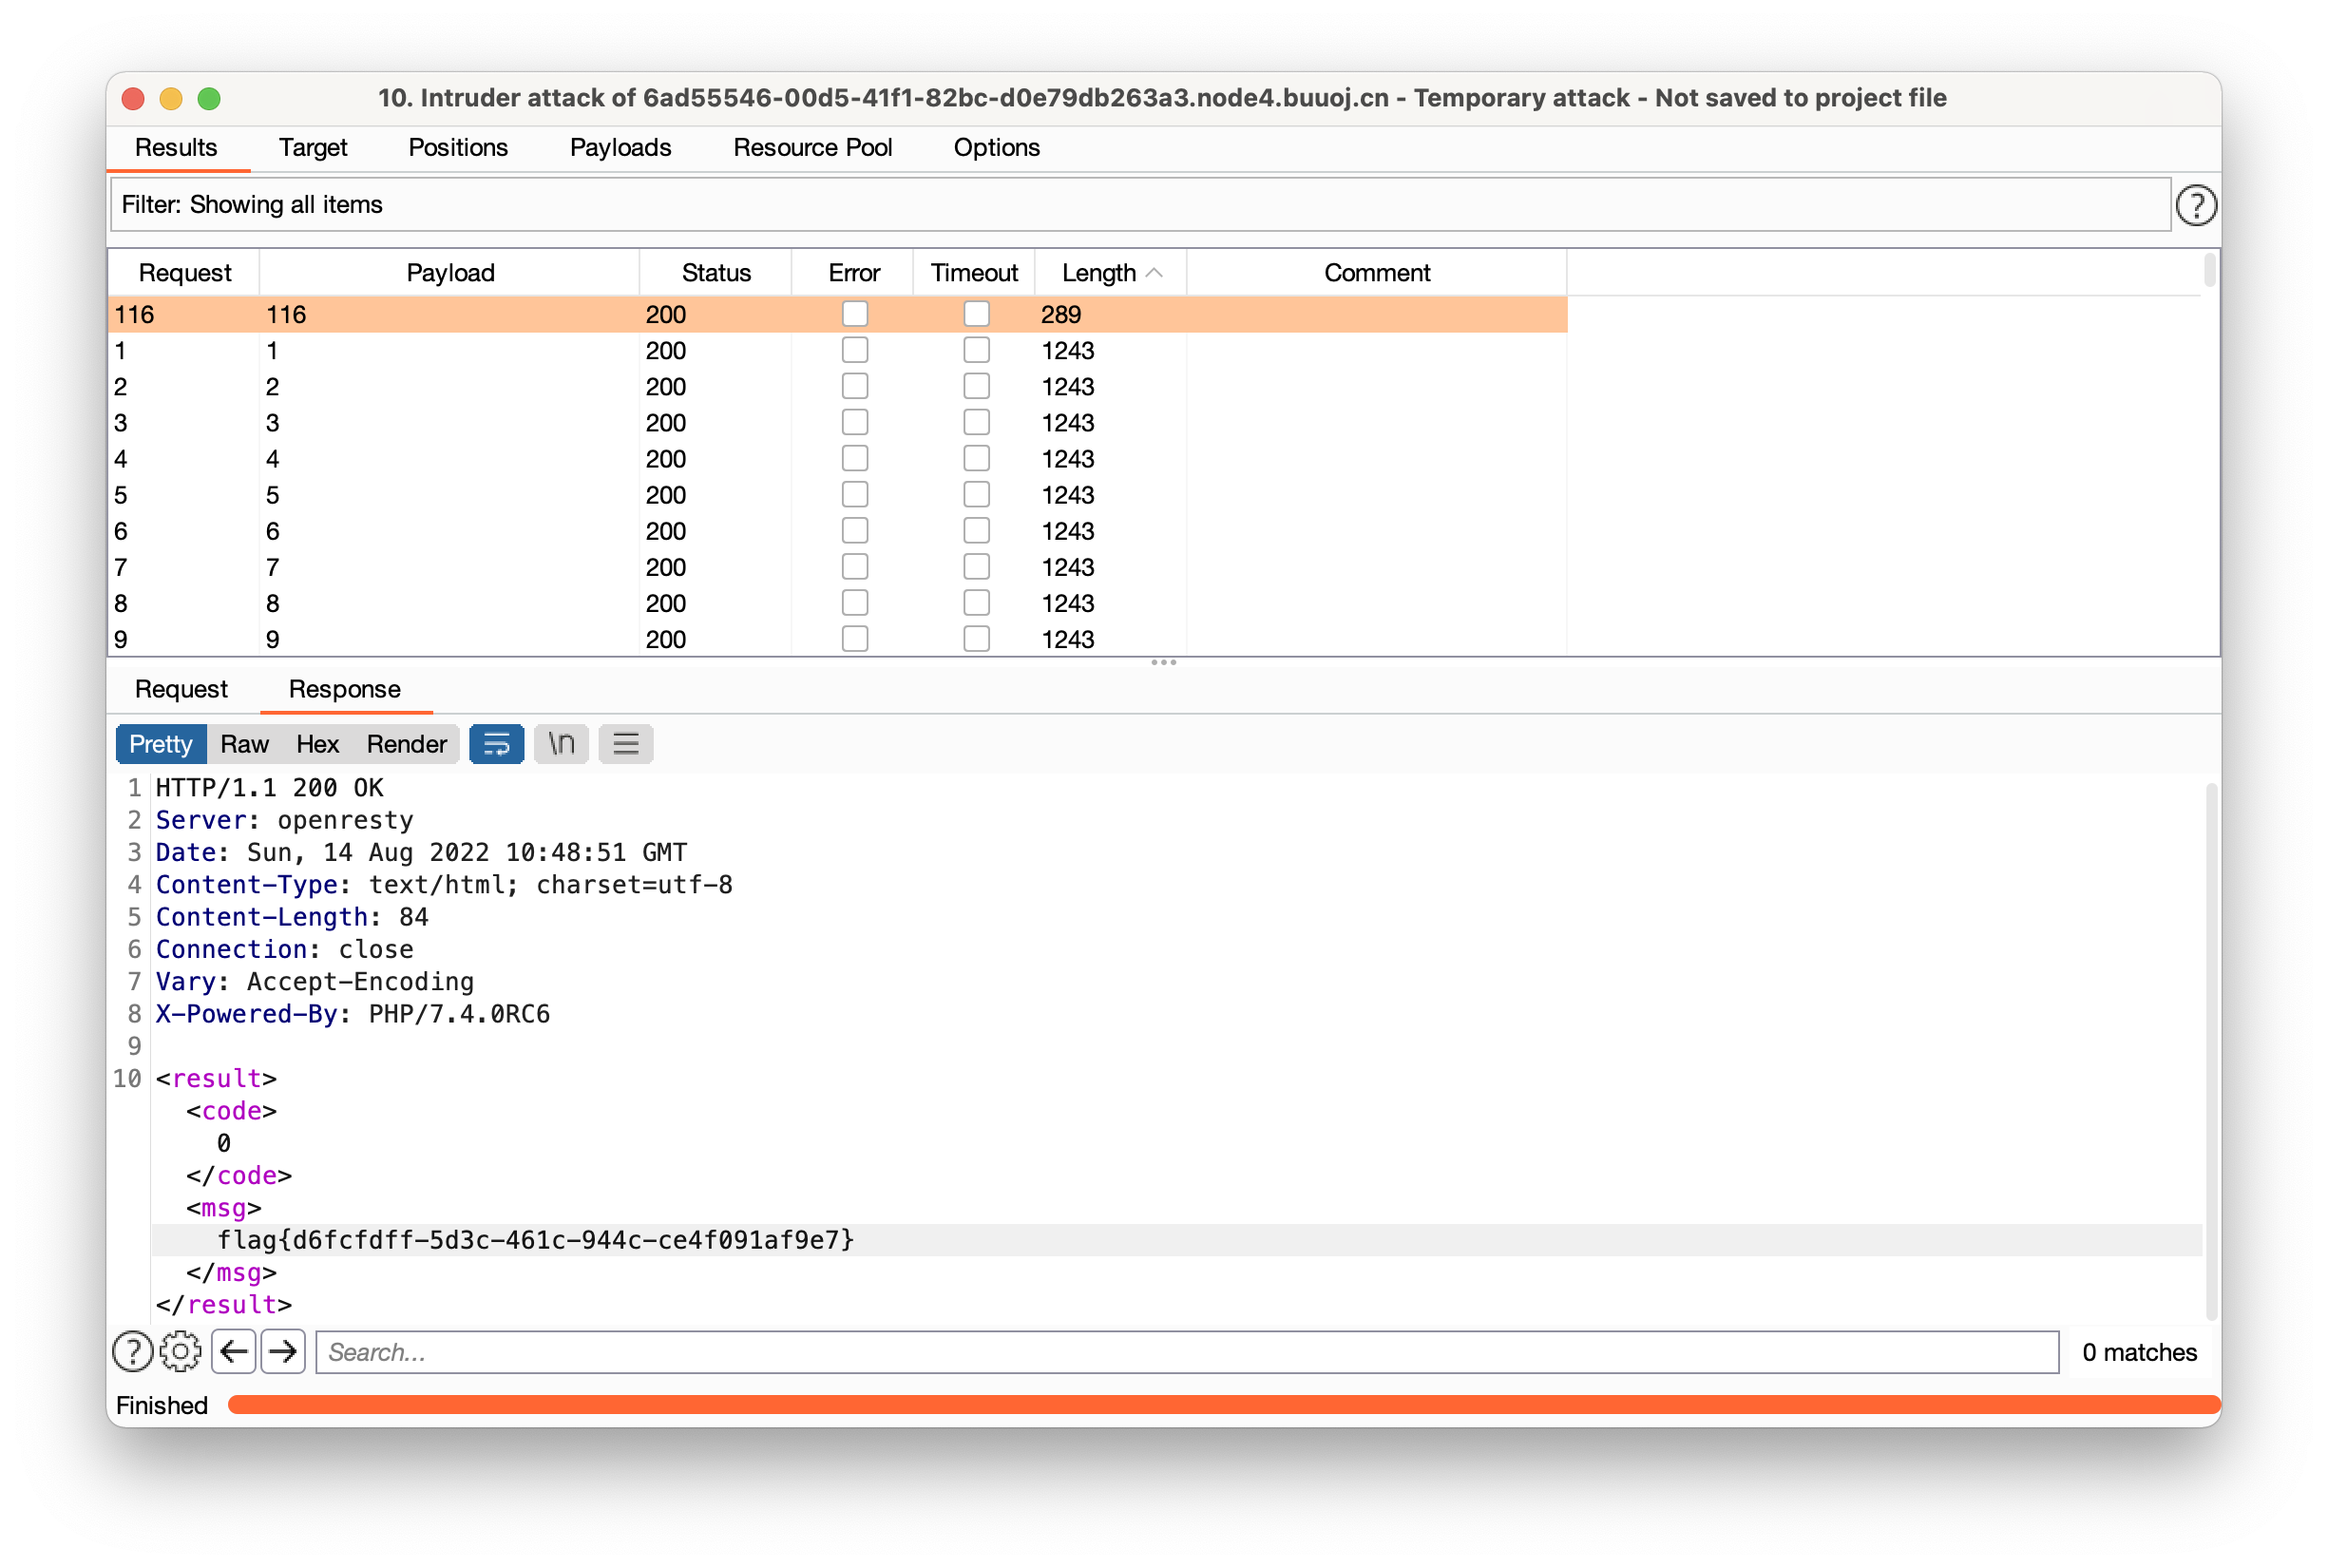 10. Intruder attack of 6ad55546-00d5-41f1-82bc-d0e79db263a3.node4.buuoj.cn - Temporary attack - Not saved to project file
Results Target Positions Payloads Resource Pool Options
Filter: Showing all items ?
Request Payload Status Error Timeout Length Comment
116 116 200 289
1 1 200 1243
2 2 200 1243
3 3 200 1243
4 4 200 1243
5 5 200 1243
6 6 200 1243
7 7 200 1243
8 8 200 1243
9 9 200 1243
Request Response
Pretty Raw Hex Render \n
1 HTTP/1.1 200 OK
2 Server: openresty
3 Date: Sun, 14 Aug 2022 10:48:51 GMT
4 Content-Type: text/html; charset=utf-8
5 Content-Length: 84
6 Connection: close
7 Vary: Accept-Encoding
8 X-Powered-By: PHP/7.4.0RC6
9
10 <result>
<code>
0
</code>
<msg>
flag{d6fcfdff-5d3c-461c-944c-ce4f091af9e7}
</msg>
</result>
? Search... 0 matches
Finished